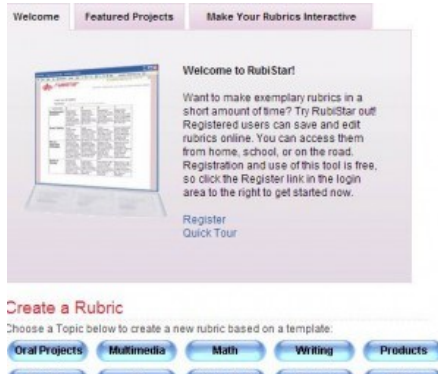 Welcome
Featured Projects
Make Your Rubrics Interactive
Welcome to RubiStar!
Want to make exemplary rubrics in a
short amount of time? Try RubiStar out!
Registered users can save and edit
rubrics online. You can access them
from home, school, or on the road.
Registration and use of this tool is free,
so click the Register link in the login
area to the right to get started now.
Register
Quick Tour
Create a Rubric
Choose a Topic below to create a new rubric based on a template:
Oral Projects
Multimedia
Math
Writing
Products